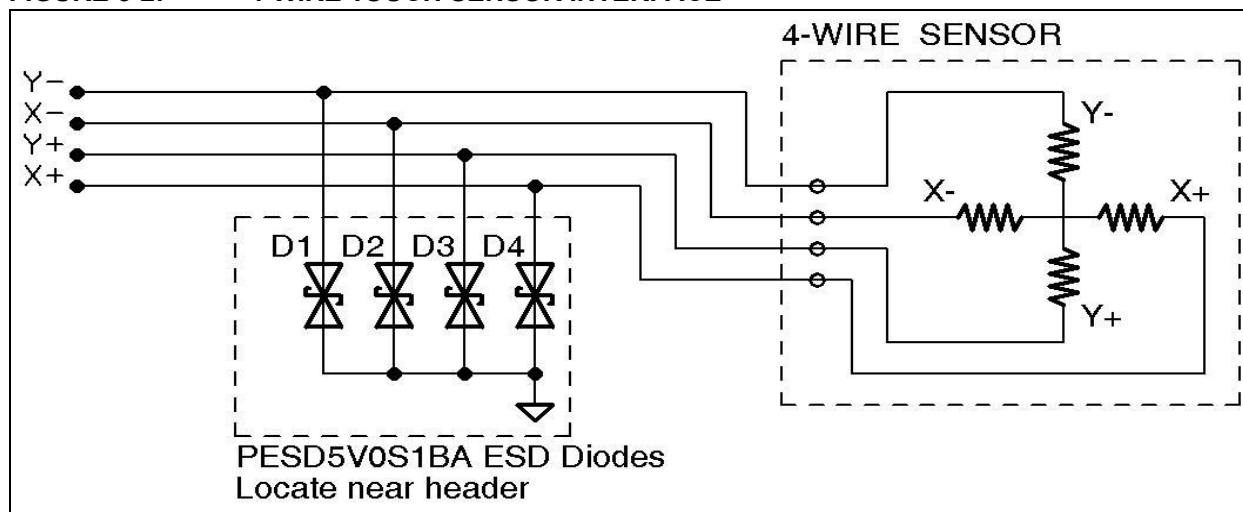 4-WIRE SENSOR
Y-
X-
Y+
X+
Y-
X-
X+
Y+
D1 D2 D3 D4
PESD5V0S1BA ESD Diodes
Locate near header